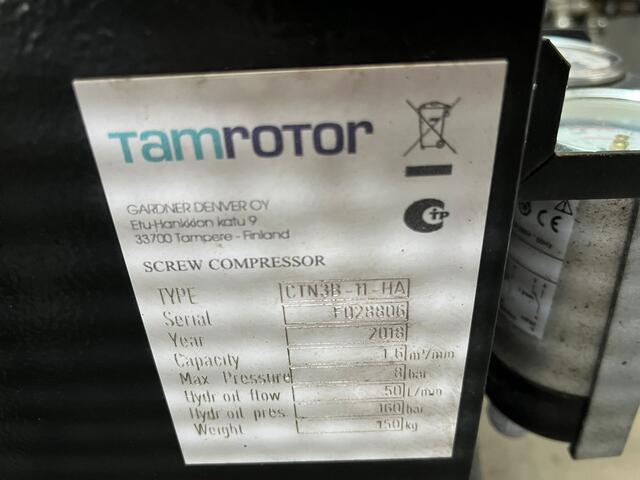 Tamrotor
GARDNER DENVER OY
Etu-Hankkion katu 9
33700 Tampere - Finland
SCREW COMPRESSOR
TYPE CTN3B-11-HA
Serial F028806
Year 2018
Capacity 1,6 m³/min
Max Pressure 8 bar
Hydr oil flow 50 L/min
Hydr oil pres 160 bar
Weight 150 kg
CE